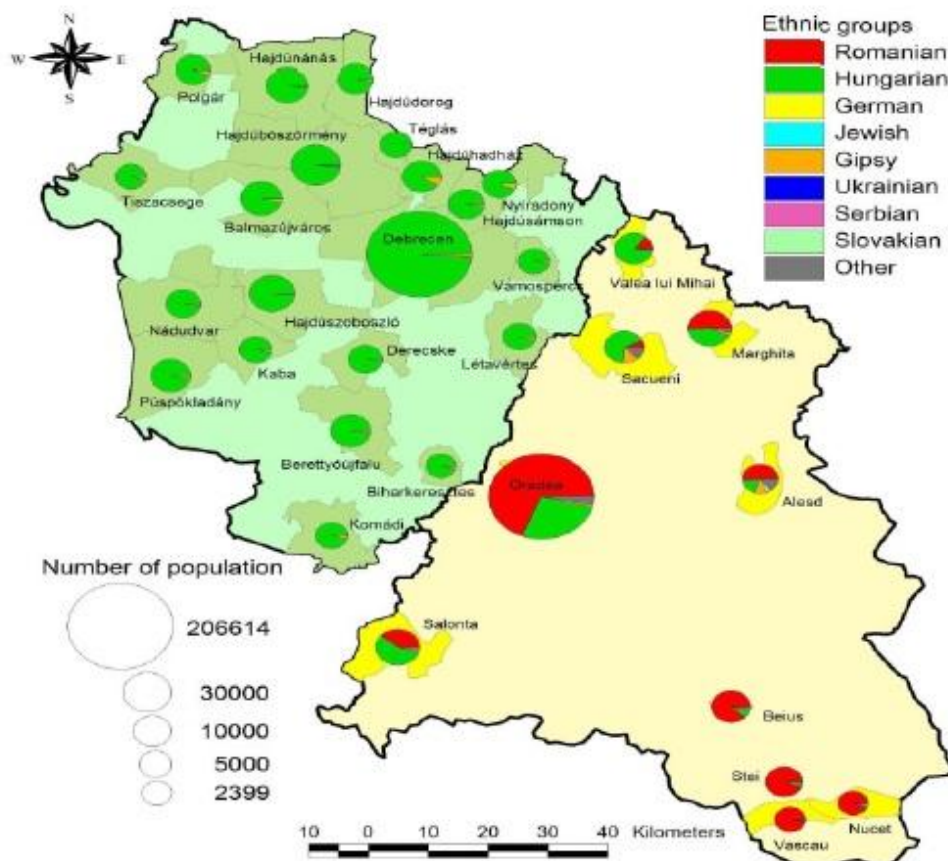 N
W E
S
Ethnic groups
Romanian
Hungarian
German
Jewish
Gipsy
Ukrainian
Serbian
Slovakian
Other
Polgár
Hajdúnánás
Hajdúdorog
Hajdúböszörmény
Téglás
Hajdúhadház
Tiszacsege
Balmazújváros
Nyíradony
Hajdúsámson
Debrecen
Vámospércs
Valea lui Mihai
Nádudvar
Hajdúszoboszló
Létavértes
Marghita
Sacueni
Kaba
Derecske
Püspökladány
Berettyóújfalu
Biharkeresztes
Oradea
Alesd
Komádi
Number of population
206614
30000
10000
5000
2399
Salonta
Beius
Stei
Nucet
Vascau
10 0 10 20 30 40 Kilometers